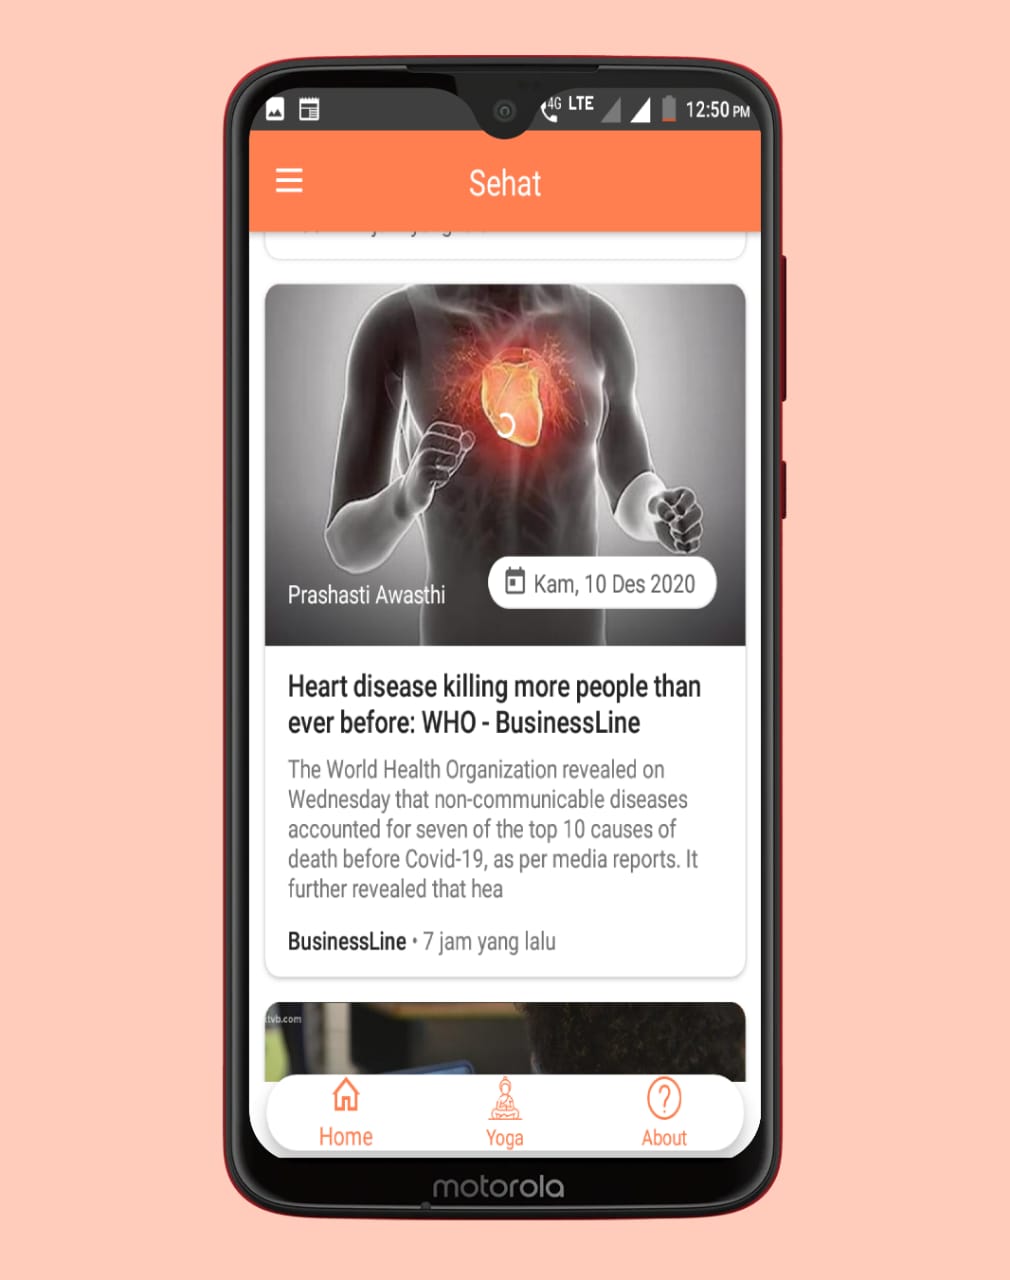 4G LTE 12:50 PM
Sehat
Prashasti Awasthi
Kam, 10 Des 2020
Heart disease killing more people than
ever before: WHO - BusinessLine
The World Health Organization revealed on
Wednesday that non-communicable diseases
accounted for seven of the top 10 causes of
death before Covid-19, as per media reports. It
further revealed that hea
BusinessLine • 7 jam yang lalu
tvb.com
Home
Yoga
About
motorola